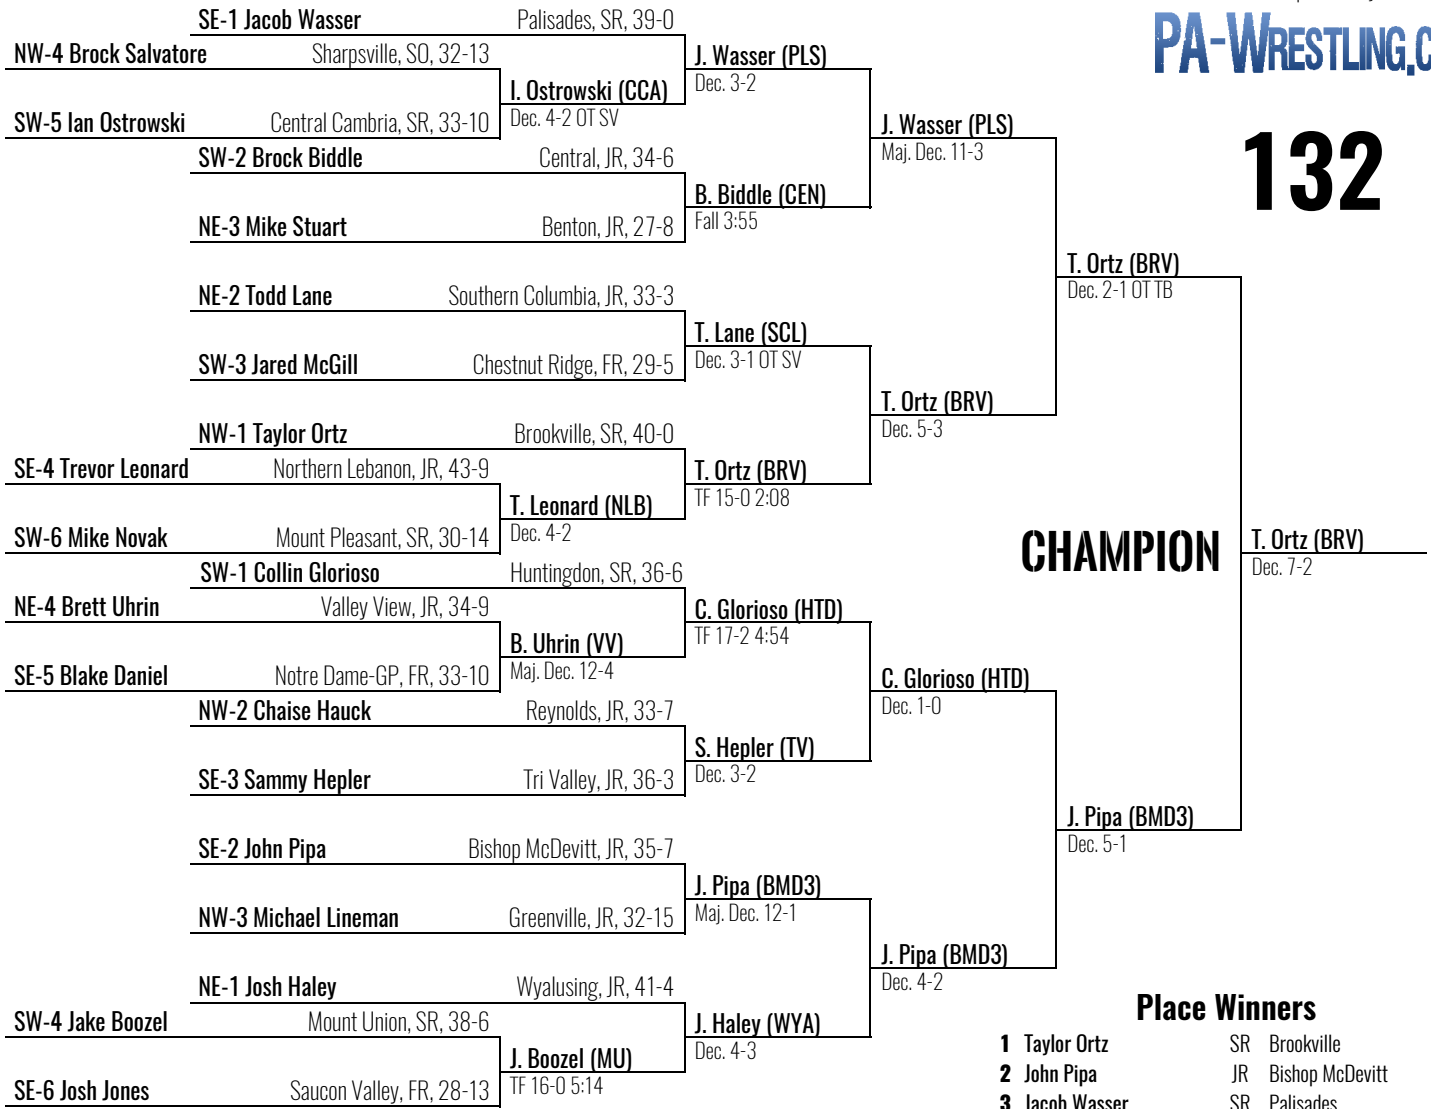 PA-WRESTLING.C
132
SE-1 Jacob Wasser Palisades, SR, 39-0
NW-4 Brock Salvatore Sharpsville, SO, 32-13
SW-5 Ian Ostrowski Central Cambria, SR, 33-10
SW-2 Brock Biddle Central, JR, 34-6
NE-3 Mike Stuart Benton, JR, 27-8
NE-2 Todd Lane Southern Columbia, JR, 33-3
SW-3 Jared McGill Chestnut Ridge, FR, 29-5
NW-1 Taylor Ortz Brookville, SR, 40-0
SE-4 Trevor Leonard Northern Lebanon, JR, 43-9
SW-6 Mike Novak Mount Pleasant, SR, 30-14
SW-1 Collin Glorioso Huntingdon, SR, 36-6
NE-4 Brett Uhrin Valley View, JR, 34-9
SE-5 Blake Daniel Notre Dame-GP, FR, 33-10
NW-2 Chaise Hauck Reynolds, JR, 33-7
SE-3 Sammy Hepler Tri Valley, JR, 36-3
SE-2 John Pipa Bishop McDevitt, JR, 35-7
NW-3 Michael Lineman Greenville, JR, 32-15
NE-1 Josh Haley Wyalusing, JR, 41-4
SW-4 Jake Boozel Mount Union, SR, 38-6
SE-6 Josh Jones Saucon Valley, FR, 28-13
I. Ostrowski (CCA)
Dec. 4-2 OT SV
T. Leonard (NLB)
Dec. 4-2
B. Uhrin (VV)
Maj. Dec. 12-4
J. Boozel (MU)
TF 16-0 5:14
J. Wasser (PLS)
Dec. 3-2
B. Biddle (CEN)
Fall 3:55
T. Lane (SCL)
Dec. 3-1 OT SV
T. Ortz (BRV)
TF 15-0 2:08
C. Glorioso (HTD)
TF 17-2 4:54
S. Hepler (TV)
Dec. 3-2
J. Pipa (BMD3)
Maj. Dec. 12-1
J. Haley (WYA)
Dec. 4-3
J. Wasser (PLS)
Maj. Dec. 11-3
T. Ortz (BRV)
Dec. 5-3
C. Glorioso (HTD)
Dec. 1-0
J. Pipa (BMD3)
Dec. 4-2
T. Ortz (BRV)
Dec. 2-1 OT TB
J. Pipa (BMD3)
Dec. 5-1
CHAMPION
T. Ortz (BRV)
Dec. 7-2
Place Winners
1 Taylor Ortz SR Brookville
2 John Pipa JR Bishop McDevitt
3 Jacob Wasser SR Palisades